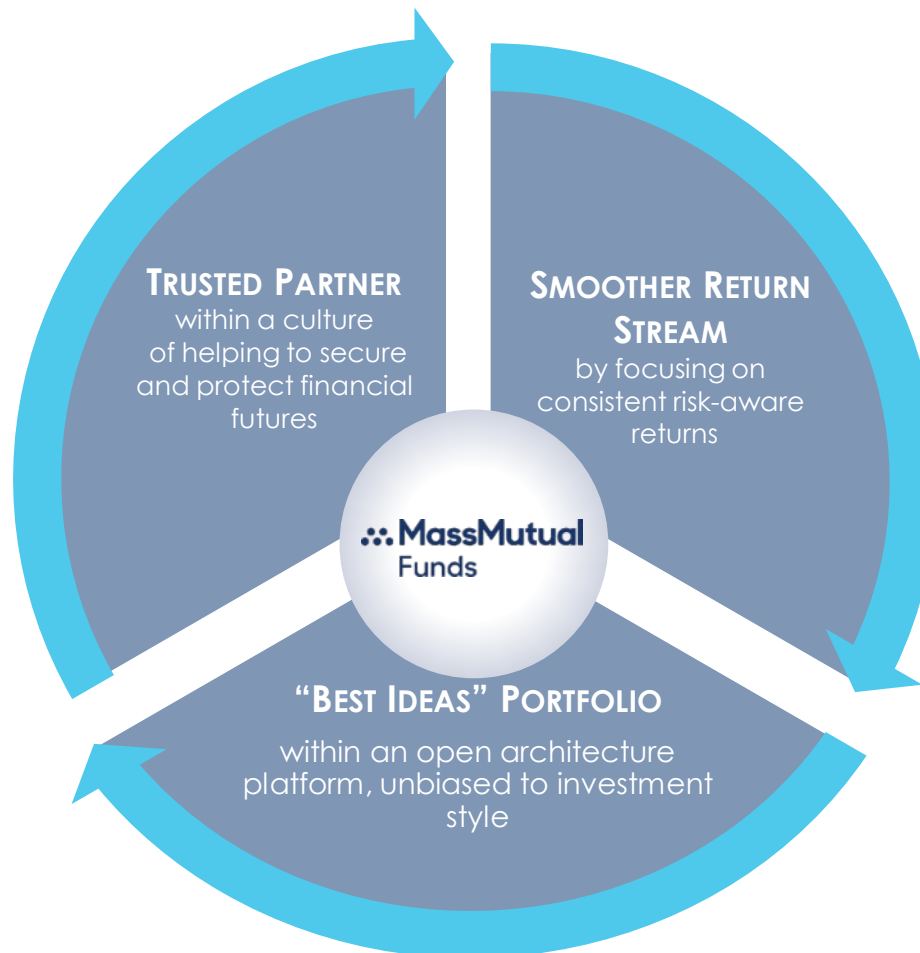 TRUSTED PARTNER
within a culture
of helping to secure
and protect financial
futures
SMOOTHER RETURN
STREAM
by focusing on
consistent risk-aware
returns
MassMutual
Funds
“BEST IDEAS” PORTFOLIO
within an open architecture
platform, unbiased to investment
style